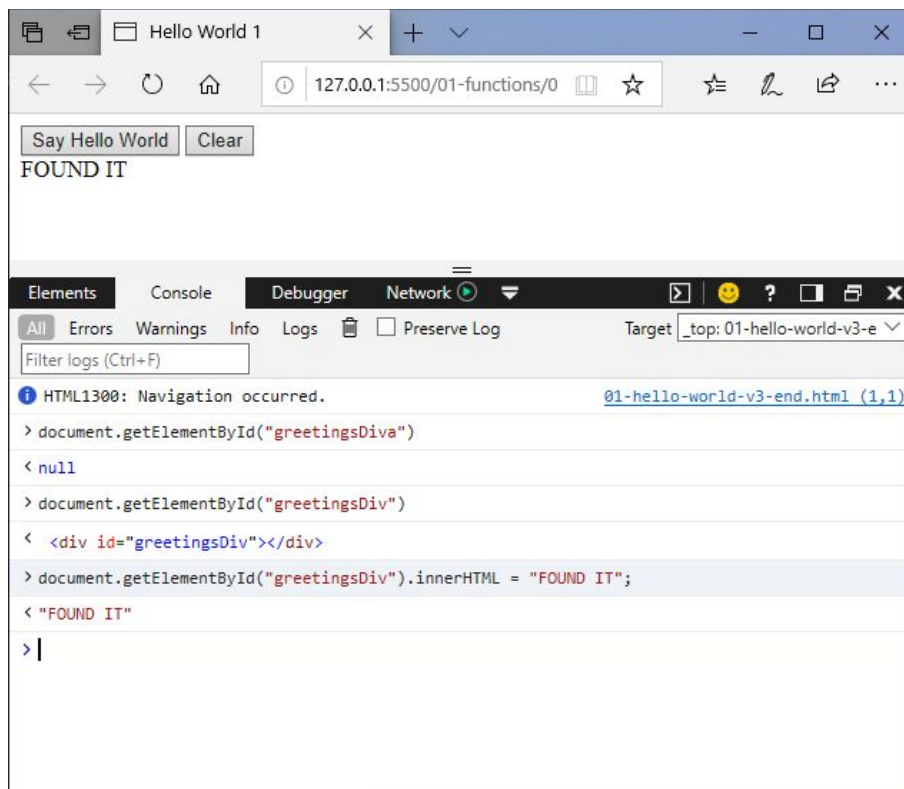 Hello World 1
127.0.0.1:5500/01-functions/0
Say Hello World Clear
FOUND IT
Elements Console Debugger Network ?
All Errors Warnings Info Logs Preserve Log Target _top: 01-hello-world-v3-e
Filter logs (Ctrl+F)
HTML1300: Navigation occurred. 01-hello-world-v3-end.html (1,1)
> document.getElementById("greetingsDiva")
< null
> document.getElementById("greetingsDiv")
< <div id="greetingsDiv"></div>
> document.getElementById("greetingsDiv").innerHTML = "FOUND IT";
< "FOUND IT"
>